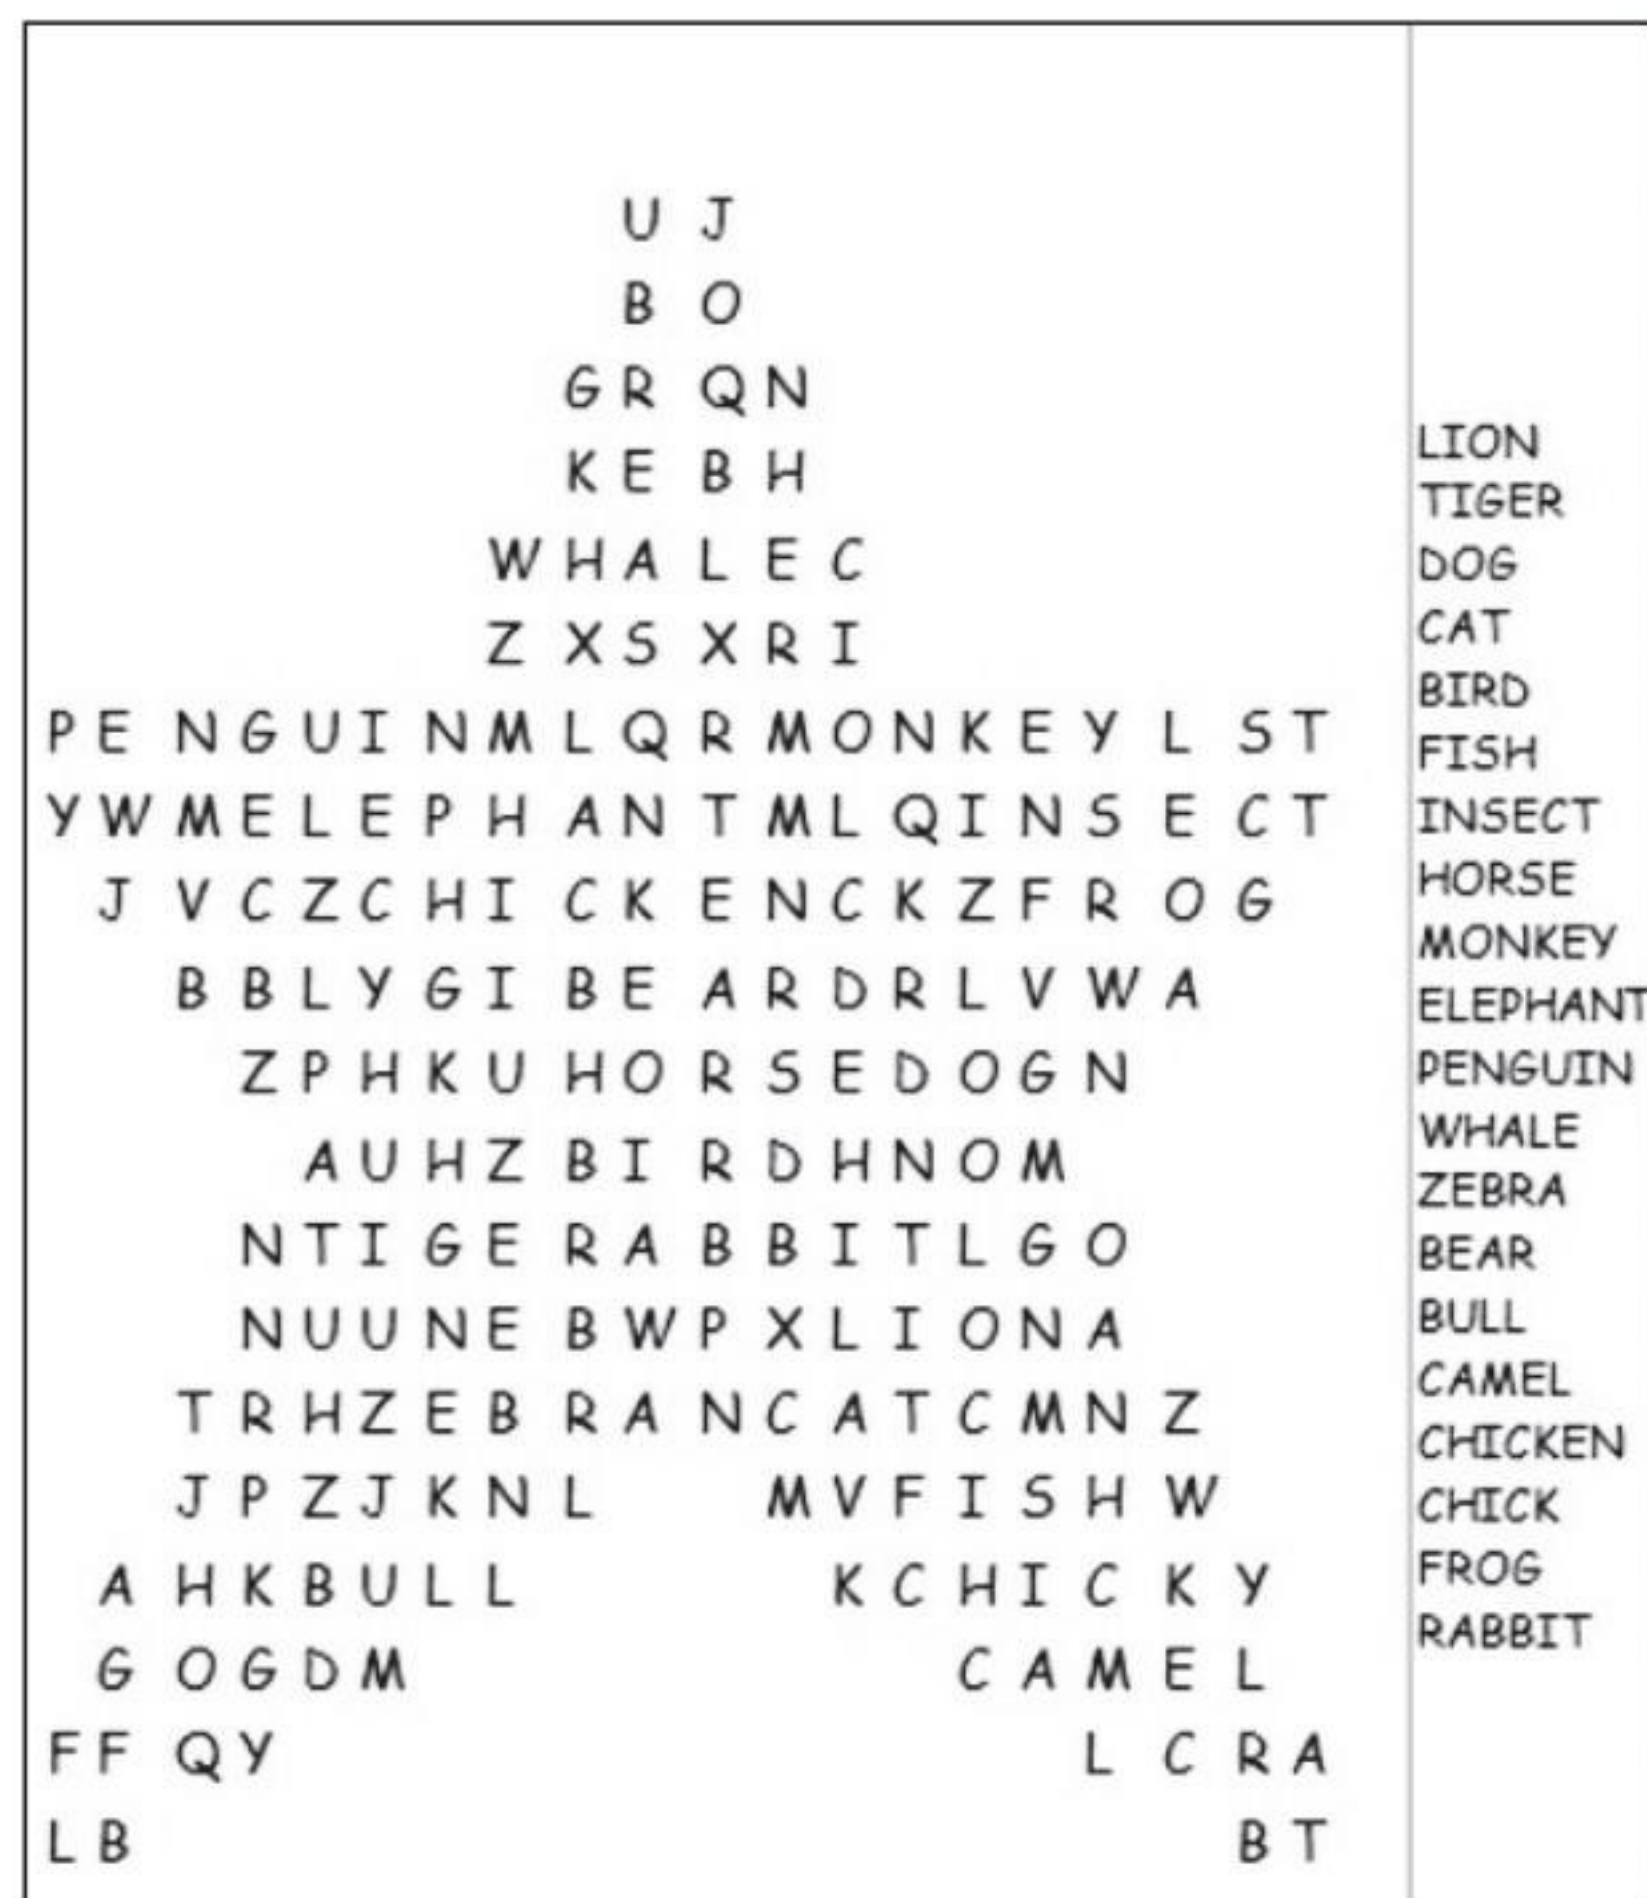 U J
B O
G R Q N
K E B H
W H A L E C
Z X S X R I
P E N G U I N M L Q R M O N K E Y L S T
Y W M E L E P H A N T M L Q I N S E C T
J V C Z C H I C K E N C K Z F R O G
B B L Y G I B E A R D R L V W A
Z P H K U H O R S E D O G N
A U H Z B I R D H N O M
N T I G E R A B B I T L G O
N U U N E B W P X L I O N A
T R H Z E B R A N C A T C M N Z
J P Z J K N L M V F I S H W
A H K B U L L K C H I C K Y
G O G D M C A M E L
F F Q Y L C R A
L B B T
LION
TIGER
DOG
CAT
BIRD
FISH
INSECT
HORSE
MONKEY
ELEPHANT
PENGUIN
WHALE
ZEBRA
BEAR
BULL
CAMEL
CHICKEN
CHICK
FROG
RABBIT